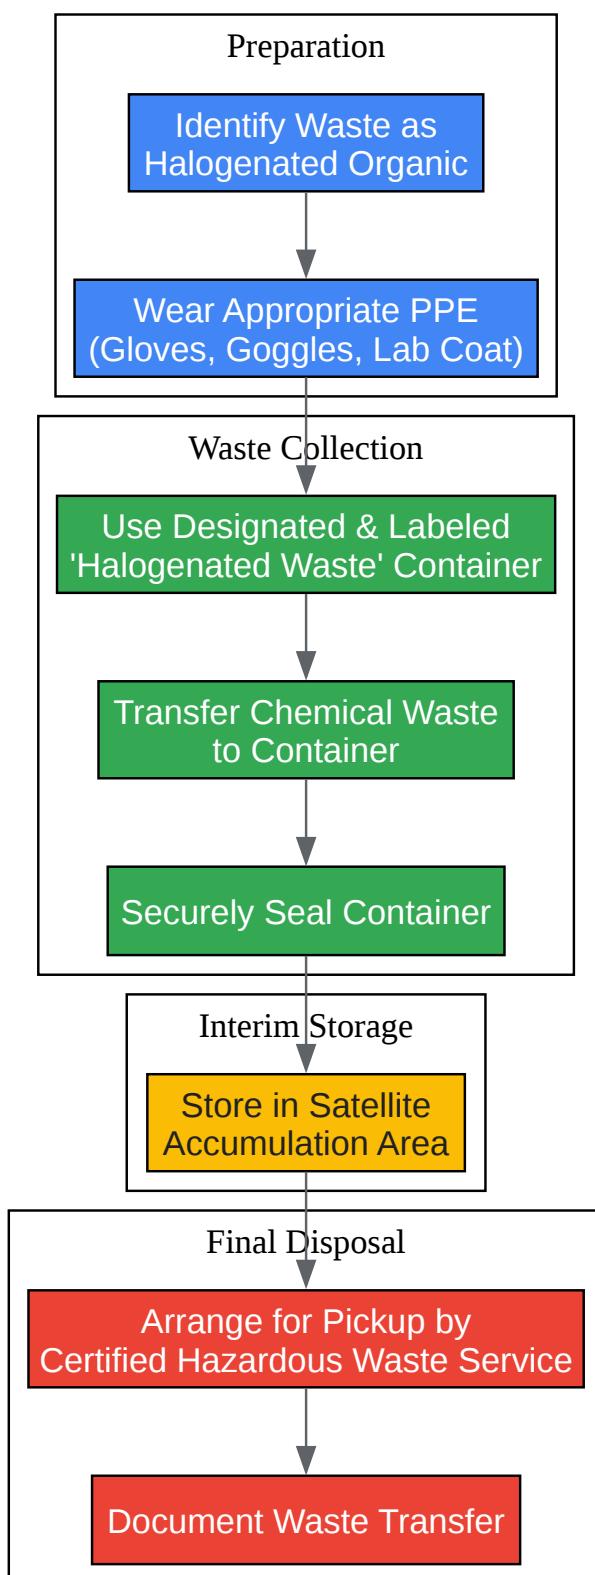 Preparation
Identify Waste as
Halogenated Organic
Wear Appropriate PPE
(Gloves, Goggles, Lab Coat)
Waste Collection
Use Designated & Labeled
'Halogenated Waste' Container
Transfer Chemical Waste
to Container
Securely Seal Container
Interim Storage
Store in Satellite
Accumulation Area
Final Disposal
Arrange for Pickup by
Certified Hazardous Waste Service
Document Waste Transfer